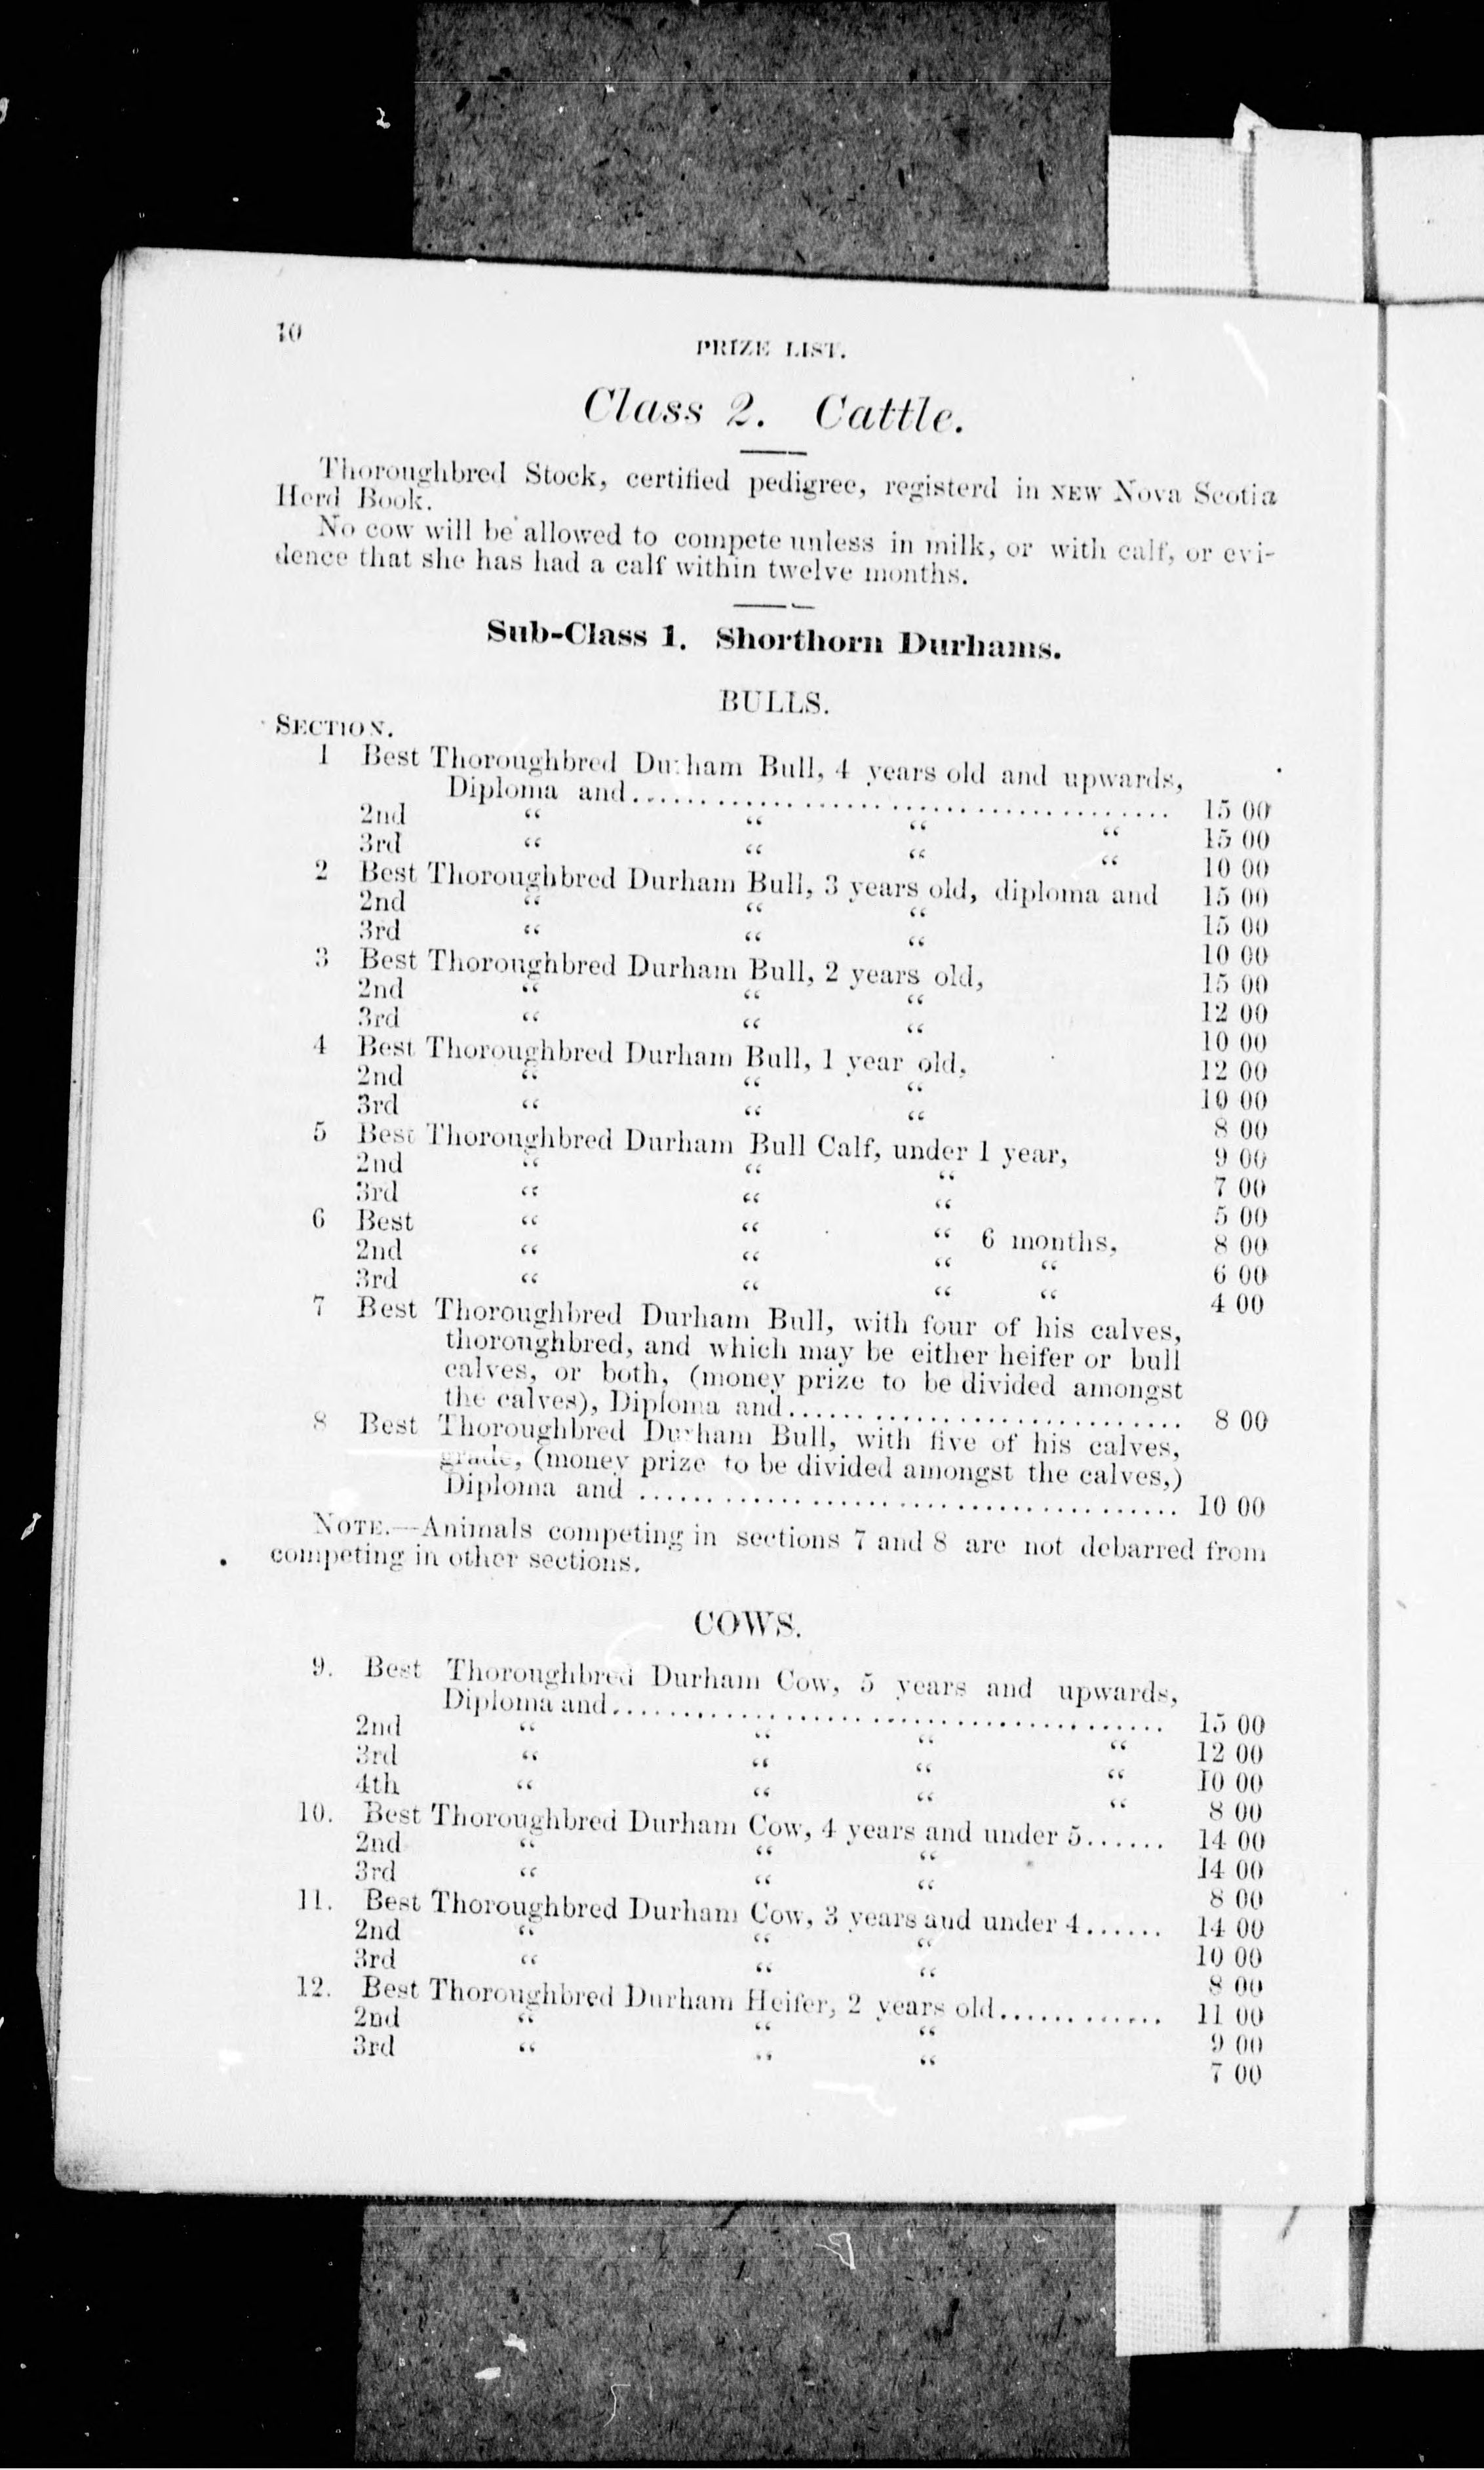 10
PRIZE LIST.
Class 2. Cattle.
Thoroughbred Stock, certified pedigree, registerd in NEW Nova Scotia
Herd Book.
No cow will be allowed to compete unless in milk, or with calf, or evi-
dence that she has had a calf within twelve months.
Sub-Class 1. Shorthorn Durhams.
BULLS.
SECTION.
1 Best Thoroughbred Durham Bull, 4 years old and upwards,
Diploma and........................................ 15 00
2nd “ “ “ “ 15 00
3rd “ “ “ “ 10 00
2 Best Thoroughbred Durham Bull, 3 years old, diploma and 15 00
2nd “ “ “ 15 00
3rd “ “ “ 10 00
3 Best Thoroughbred Durham Bull, 2 years old, 15 00
2nd “ “ “ 12 00
3rd “ “ “ 10 00
4 Best Thoroughbred Durham Bull, 1 year old, 12 00
2nd “ “ “ 10 00
3rd “ “ “ 8 00
5 Best Thoroughbred Durham Bull Calf, under 1 year, 9 00
2nd “ “ “ 7 00
3rd “ “ “ 5 00
6 Best “ “ “ 6 months, 8 00
2nd “ “ “ “ 6 00
3rd “ “ “ “ 4 00
7 Best Thoroughbred Durham Bull, with four of his calves,
thoroughbred, and which may be either heifer or bull
calves, or both, (money prize to be divided amongst
the calves), Diploma and............................ 8 00
8 Best Thoroughbred Durham Bull, with five of his calves,
grade, (money prize to be divided amongst the calves,)
Diploma and ...................................... 10 00
NOTE.—Animals competing in sections 7 and 8 are not debarred from
competing in other sections.
COWS.
9. Best Thoroughbred Durham Cow, 5 years and upwards,
Diploma and....................................... 15 00
2nd “ “ “ “ 12 00
3rd “ “ “ “ 10 00
4th “ “ “ “ 8 00
10. Best Thoroughbred Durham Cow, 4 years and under 5...... 14 00
2nd “ “ “ 14 00
3rd “ “ “ 8 00
11. Best Thoroughbred Durham Cow, 3 years and under 4...... 14 00
2nd “ “ “ 10 00
3rd “ “ “ 8 00
12. Best Thoroughbred Durham Heifer, 2 years old............ 11 00
2nd “ “ “ 9 00
3rd “ “ “ 7 00